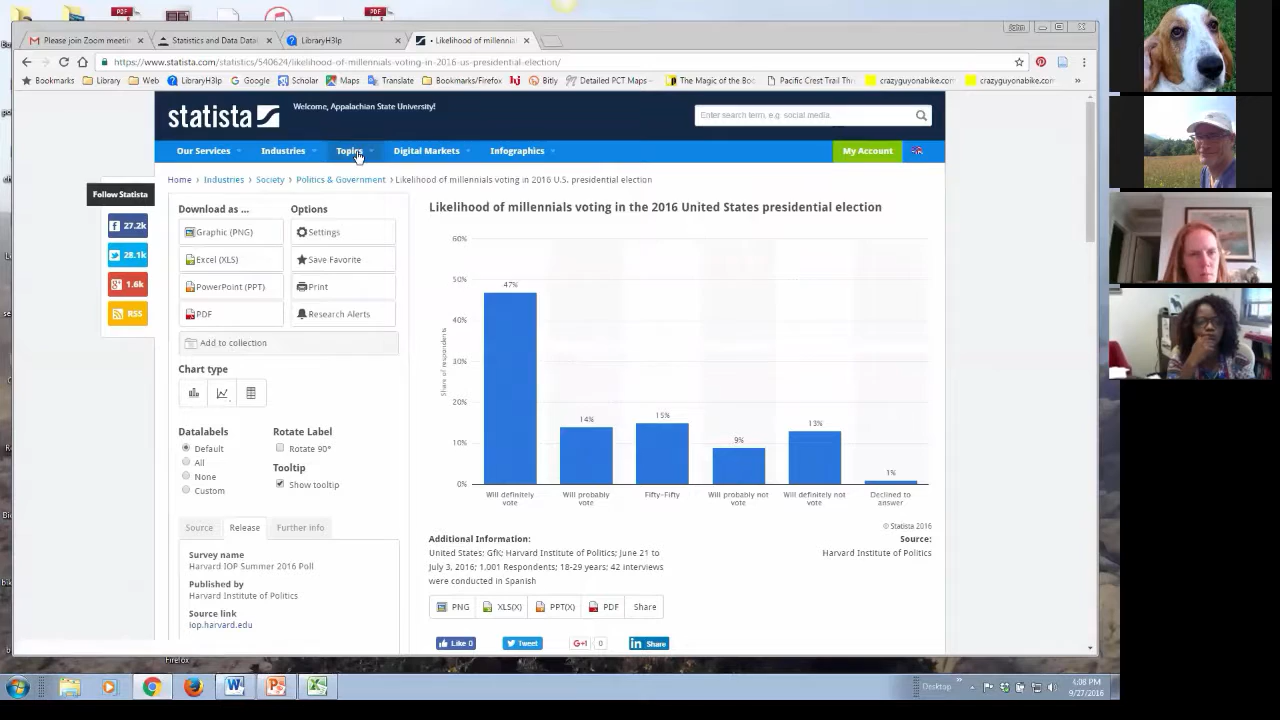 PDF
PDF
John
Please join Zoom meetin
Statistics and Data Datab
LibraryH3lp
• Likelihood of millennial
https://www.statista.com/statistics/540624/likelihood-of-millennials-voting-in-2016-us-presidential-election/
Bookmarks
Library
Web
LibraryH3lp
Google
Scholar
Maps
Translate
Bookmarks/Firefox
Bitly
Detailed PCT Maps
The Magic of the Boo
Pacific Crest Trail Thr
crazyguyonabike.com
crazyguyonabike.com
statista
Welcome, Appalachian State University!
Enter search term, e.g. social media
Our Services
Industries
Topics
Digital Markets
Infographics
My Account
Home › Industries › Society › Politics & Government › Likelihood of millennials voting in 2016 U.S. presidential election
Follow Statista
27.2k
28.1k
1.6k
RSS
Download as ...
Options
Graphic (PNG)
Settings
Excel (XLS)
Save Favorite
PowerPoint (PPT)
Print
PDF
Research Alerts
Add to collection
Chart type
Datalabels
Default
All
None
Custom
Rotate Label
Rotate 90°
Tooltip
Show tooltip
Source
Release
Further info
Survey name
Harvard IOP Summer 2016 Poll
Published by
Harvard Institute of Politics
Source link
iop.harvard.edu
Likelihood of millennials voting in the 2016 United States presidential election
Share of respondents
60%
50%
40%
30%
20%
10%
0%
47%
14%
15%
9%
13%
1%
Will definitely
vote
Will probably
vote
Fifty-Fifty
Will probably not
vote
Will definitely not
vote
Declined to
answer
© Statista 2016
Additional Information:
United States; GfK; Harvard Institute of Politics; June 21 to
July 3, 2016; 1,001 Respondents; 18-29 years; 42 interviews
were conducted in Spanish
Source:
Harvard Institute of Politics
PNG
XLS(X)
PPT(X)
PDF
Share
Like 0
Tweet
G+1
0
Share
Firefox
Desktop
4:08 PM
9/27/2016